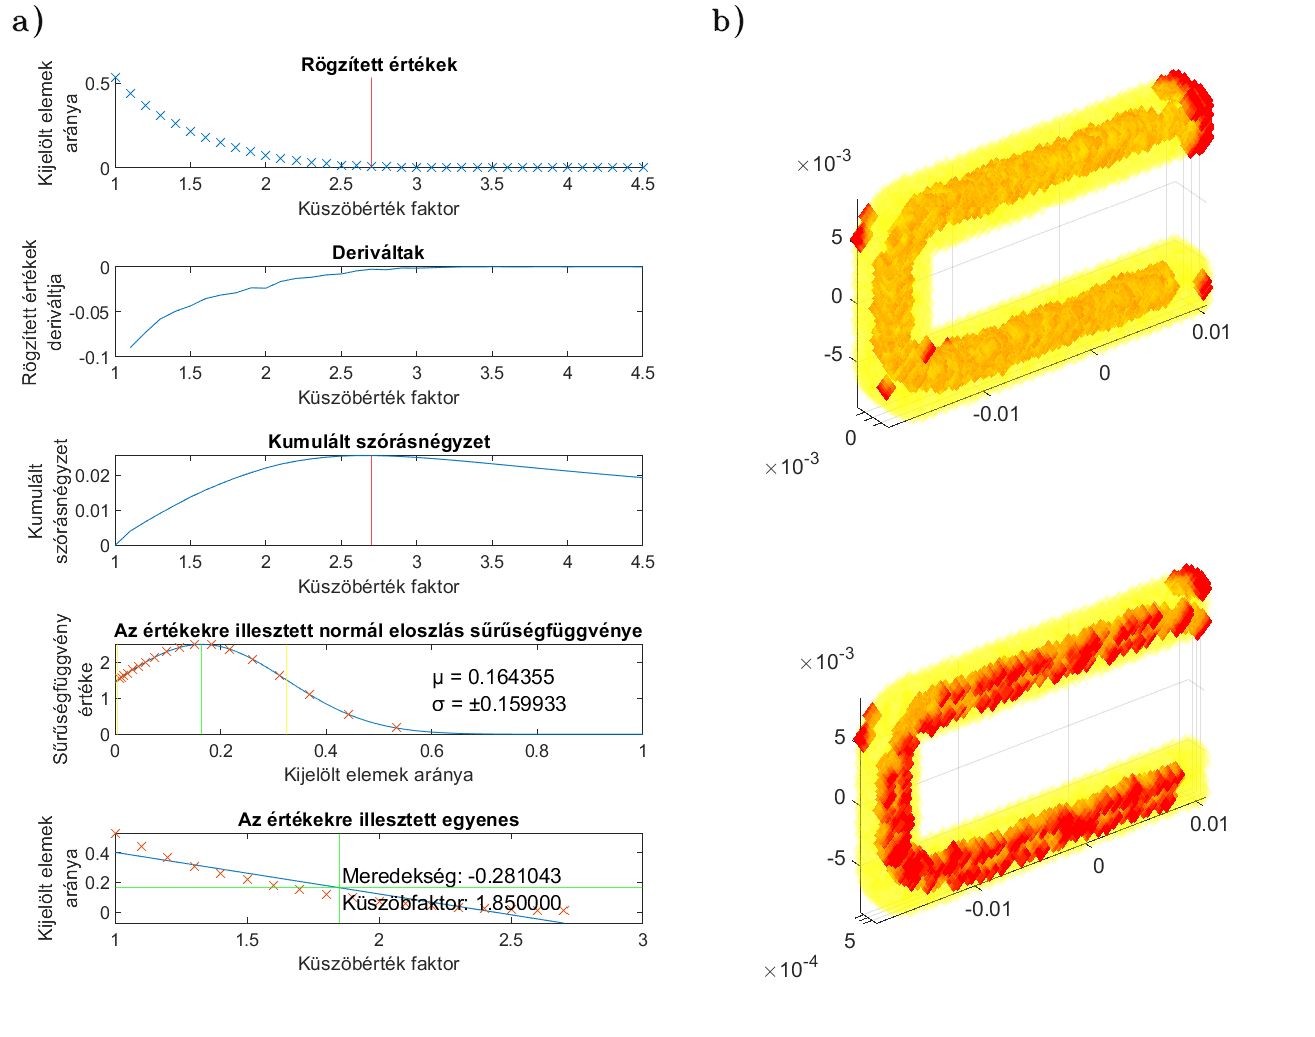 a)
Rögzített értékek
Kijelölt elemek
aránya
0.5
0
1 1.5 2 2.5 3 3.5 4 4.5
Küszöbérték faktor
Deriváltak
Rögzített értékek
deriváltja
0
-0.05
-0.1
1 1.5 2 2.5 3 3.5 4 4.5
Küszöbérték faktor
Kumulált szórásnégyzet
Kumulált
szórásnégyzet
0.02
0.01
0
1 1.5 2 2.5 3 3.5 4 4.5
Küszöbérték faktor
Az értékekre illesztett normál eloszlás sűrűségfüggvénye
Sűrűségfüggvény
értéke
2
1
0
μ = 0.164355
σ = ±0.159933
0 0.2 0.4 0.6 0.8 1
Kijelölt elemek aránya
Az értékekre illesztett egyenes
Kijelölt elemek
aránya
0.4
0.2
0
Meredekség: -0.281043
Küszöbfaktor: 1.850000
1 1.5 2 2.5 3
Küszöbérték faktor
b)
×10-3
5
0
-5
0.01
0
-0.01
0
×10-3
×10-3
5
0
-5
0.01
0
-0.01
5
×10-4